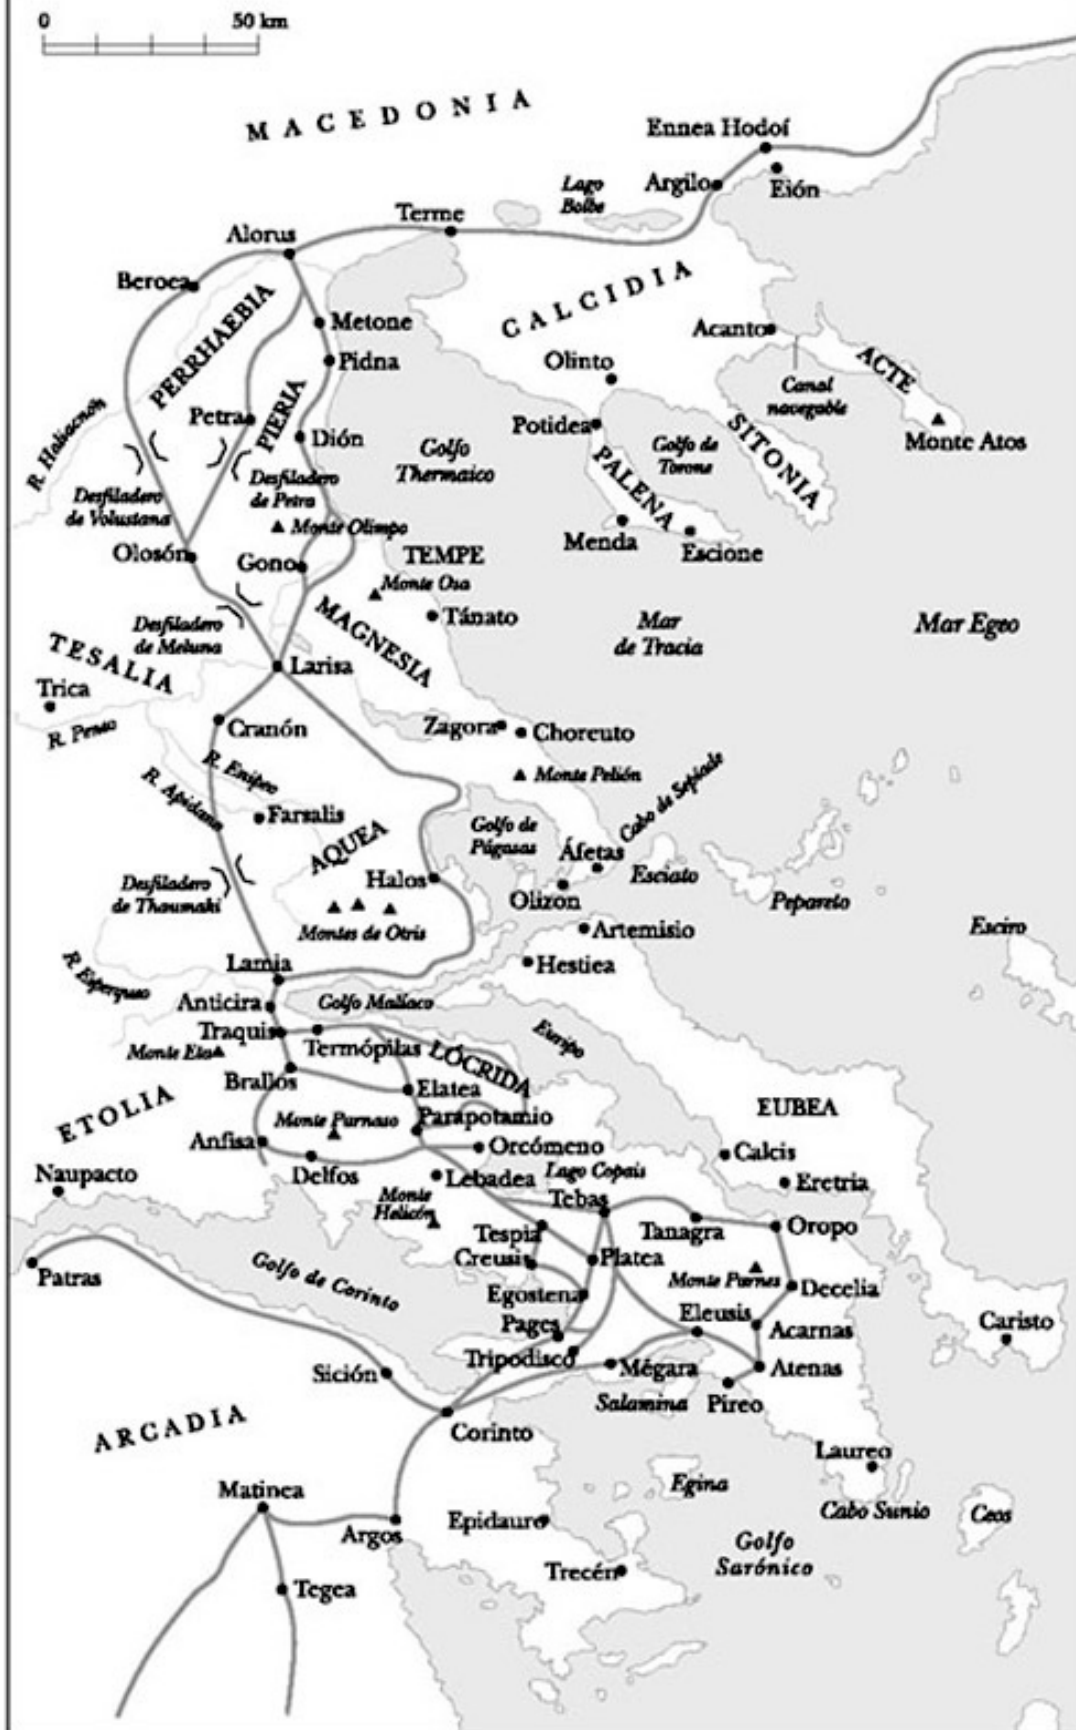 0 50 km
MACEDONIA
Ennea Hodoí
Lago
Bolbe
Argilo
Eión
Terme
Alorus
Beroea
CALCIDIA
PERRHAEBIA
Metone
Acanto
Pidna
Olinto
ACTE
Canal
navegable
PIERIA
Petra
R. Haliacnón
Dión
Potidea
Golfo
Thermaico
Golfo de
Torone
SITONIA
Monte Atos
PALENA
Desfiladero
de Petra
Desfiladero
de Volustana
Monte Olimpo
Menda
Escione
Olosón
Gono
TEMPE
Monte Osa
MAGNESIA
Tánato
Mar
de Tracia
Mar Egeo
Desfiladero
de Meluna
TESALIA
Larisa
Trica
R. Peneo
Cranón
Zagora
Choreuto
R. Enipeo
R. Apidano
Monte Pelión
Cabo de Sepiade
Farsalis
Golfo de
Págasas
AQUEA
Áfetas
Esciato
Halos
Desfiladero
de Thaumaki
Olizon
Pepareto
Montes de Otris
Artemisio
Esciro
Hestiea
Lamia
R. Esperqueo
Golfo Malíaco
Anticira
Traquis
Termópilas
Euripo
Monte Eta
LÓCRIDA
Brallos
Elatea
ETOLIA
EUBEA
Monte Parnaso
Parapotamio
Anfisa
Orcómeno
Calcis
Delfos
Lebadea
Lago Copais
Naupacto
Eretria
Monte
Helicón
Tebas
Tespia
Tanagra
Oropo
Creusis
Platea
Patras
Golfo de Corinto
Monte Parnes
Decelia
Egostena
Eleusis
Pages
Acarnas
Caristo
Tripodisco
Mégara
Atenas
Sición
Salamina
Pireo
ARCADIA
Corinto
Laureo
Egina
Matinea
Cabo Sunio
Ceos
Argos
Epidauro
Golfo
Sarónico
Trecén
Tegea